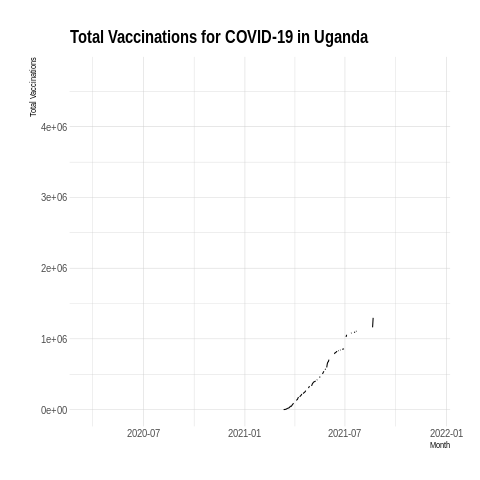 Total Vaccinations for COVID-19 in Uganda
Total Vaccinations
4e+06
3e+06
2e+06
1e+06
0e+00
2020-07
2021-01
2021-07
2022-01
Month